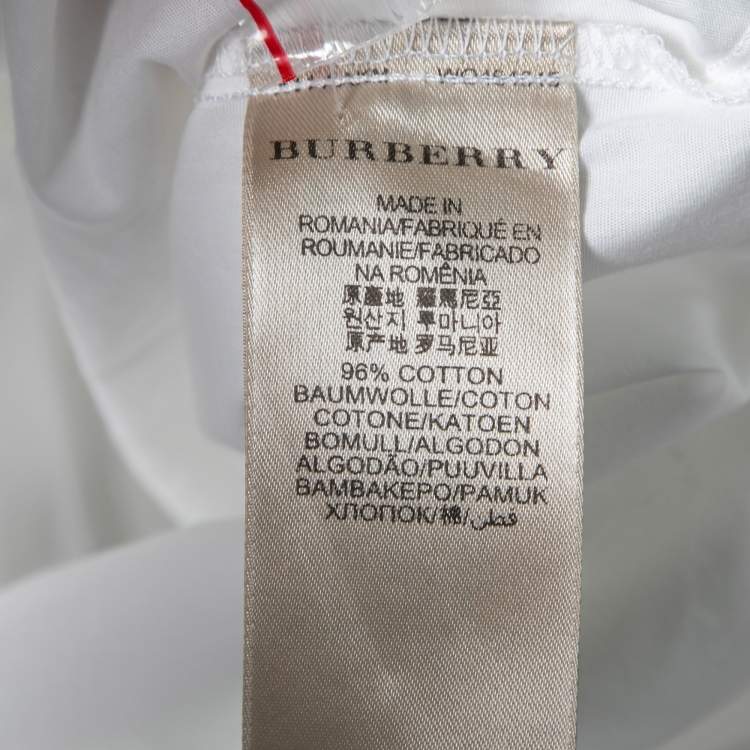 BURBERRY
MADE IN
ROMANIA/FABRIQUÉ EN
ROUMANIE/FABRICADO
NA ROMÊNIA
原產地 羅馬尼亞
원산지 루마니아
原产地 罗马尼亚
96% COTTON
BAUMWOLLE/COTON
COTONE/KATOEN
BOMULL/ALGODON
ALGODÃO/PUUVILLA
BAMBAKEPO/PAMUK
ХЛОПОК/棉/قطن